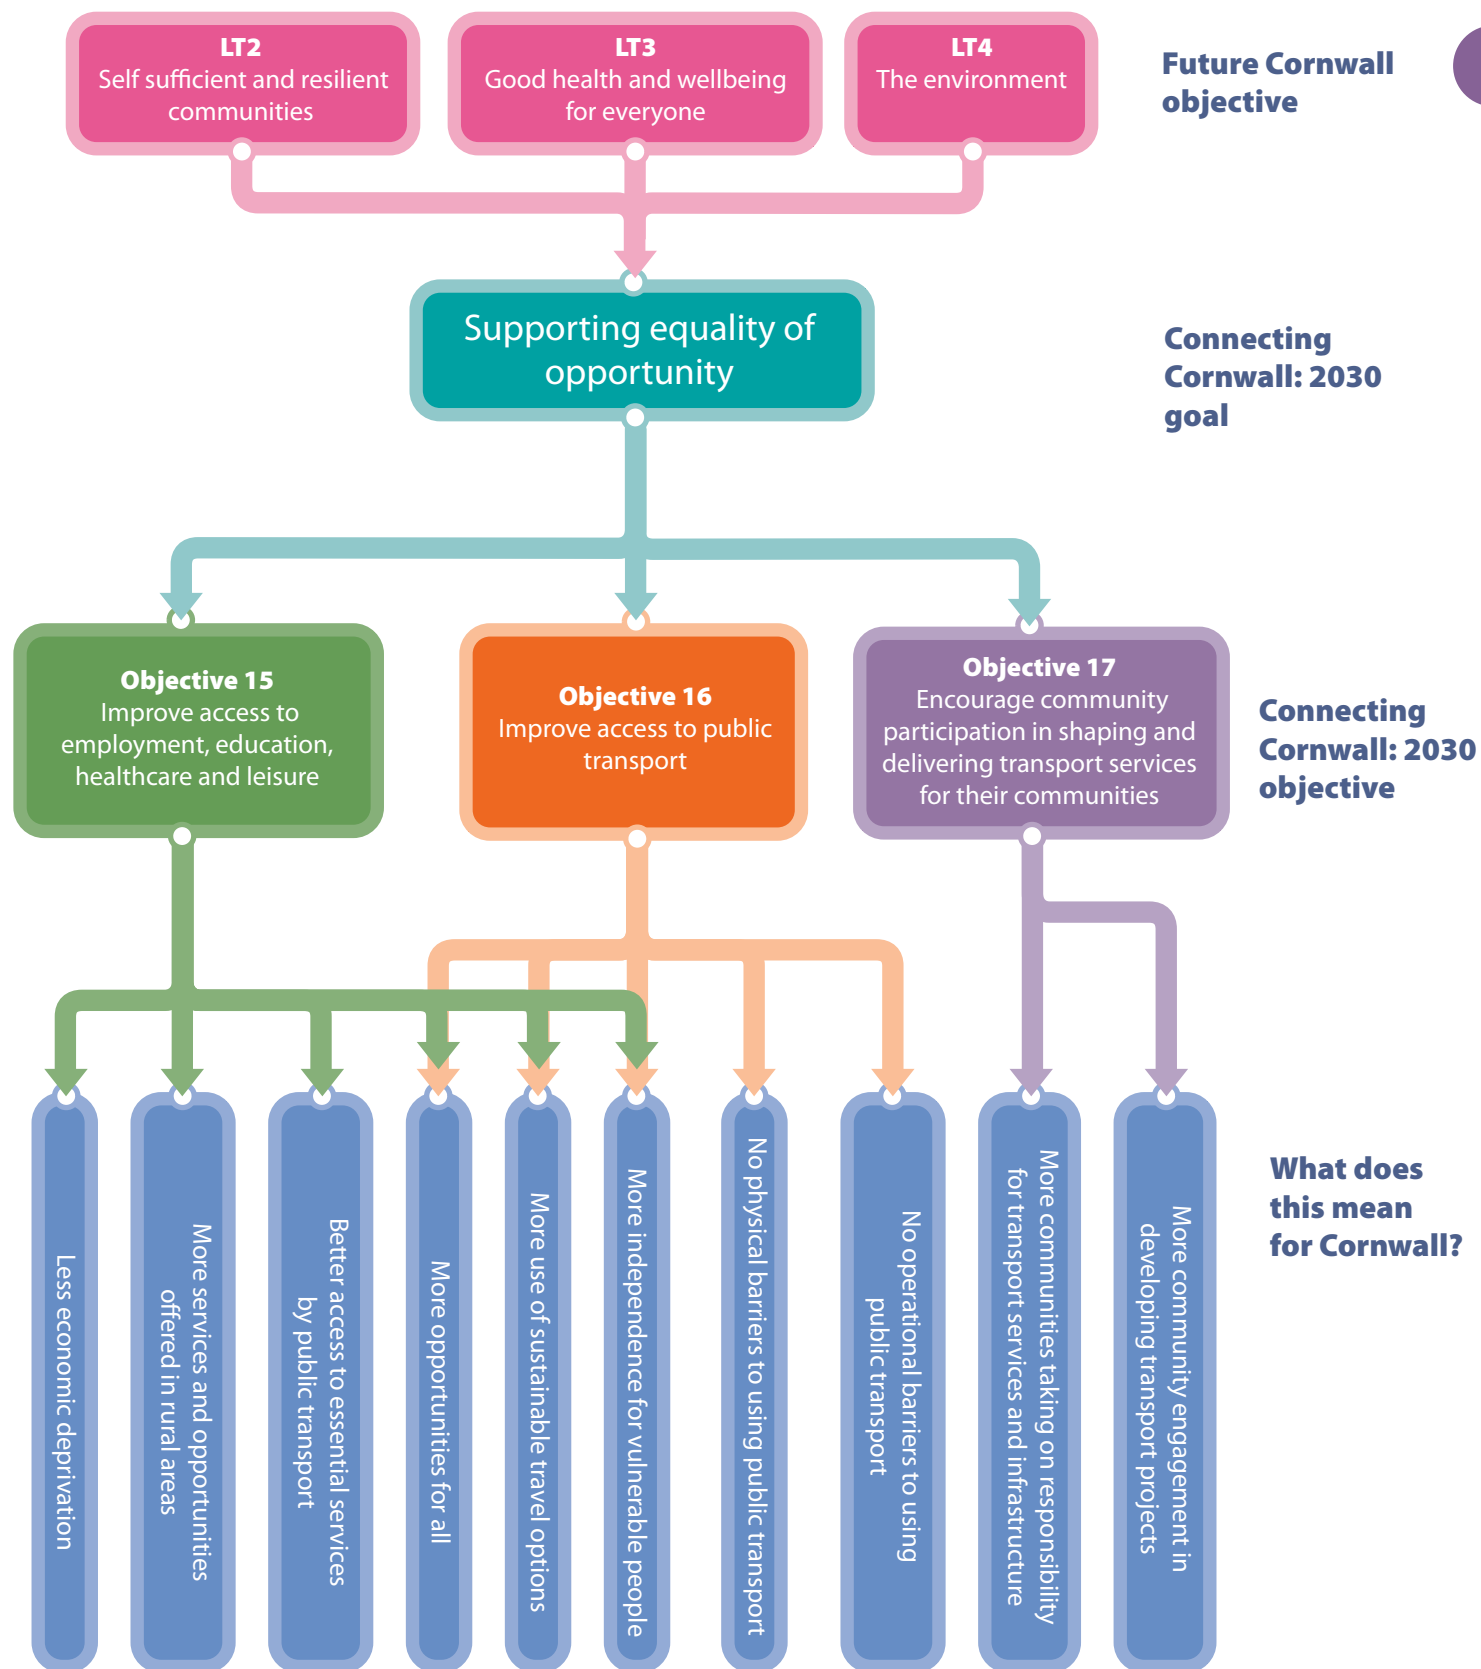 LT2
Self sufficient and resilient
communities
LT3
Good health and wellbeing
for everyone
LT4
The environment
Future Cornwall
objective
Supporting equality of
opportunity
Connecting
Cornwall: 2030
goal
Objective 15
Improve access to
employment, education,
healthcare and leisure
Objective 16
Improve access to public
transport
Objective 17
Encourage community
participation in shaping and
delivering transport services
for their communities
Connecting
Cornwall: 2030
objective
Less economic deprivation
More services and opportunities
offered in rural areas
Better access to essential services
by public transport
More opportunities for all
More use of sustainable travel options
More independence for vulnerable people
No physical barriers to using public transport
No operational barriers to using
public transport
More communities taking on responsibility
for transport services and infrastructure
More community engagement in
developing transport projects
What does
this mean
for Cornwall?